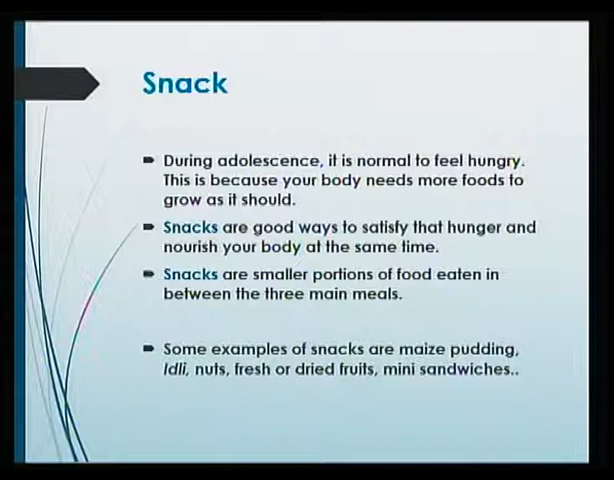 Snack
During adolescence, it is normal to feel hungry.
This is because your body needs more foods to
grow as it should.
Snacks are good ways to satisfy that hunger and
nourish your body at the same time.
Snacks are smaller portions of food eaten in
between the three main meals.
Some examples of snacks are maize pudding,
Idli, nuts, fresh or dried fruits, mini sandwiches..